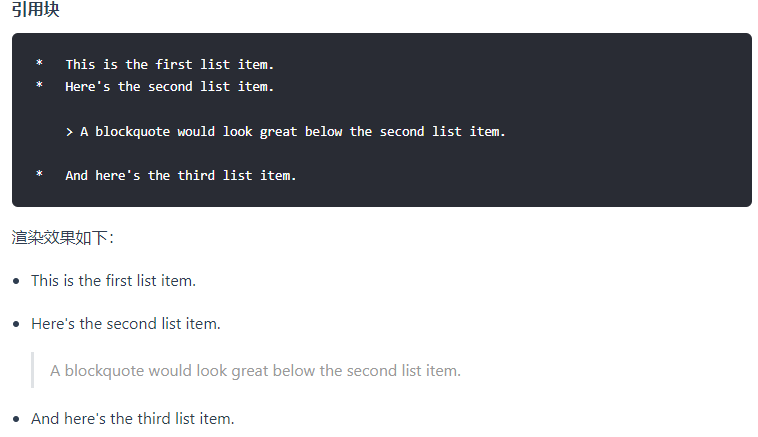 引用块
*   This is the first list item.
*   Here's the second list item.
    > A blockquote would look great below the second list item.
*   And here's the third list item.
渲染效果如下：
• This is the first list item.
• Here's the second list item.
A blockquote would look great below the second list item.
• And here's the third list item.